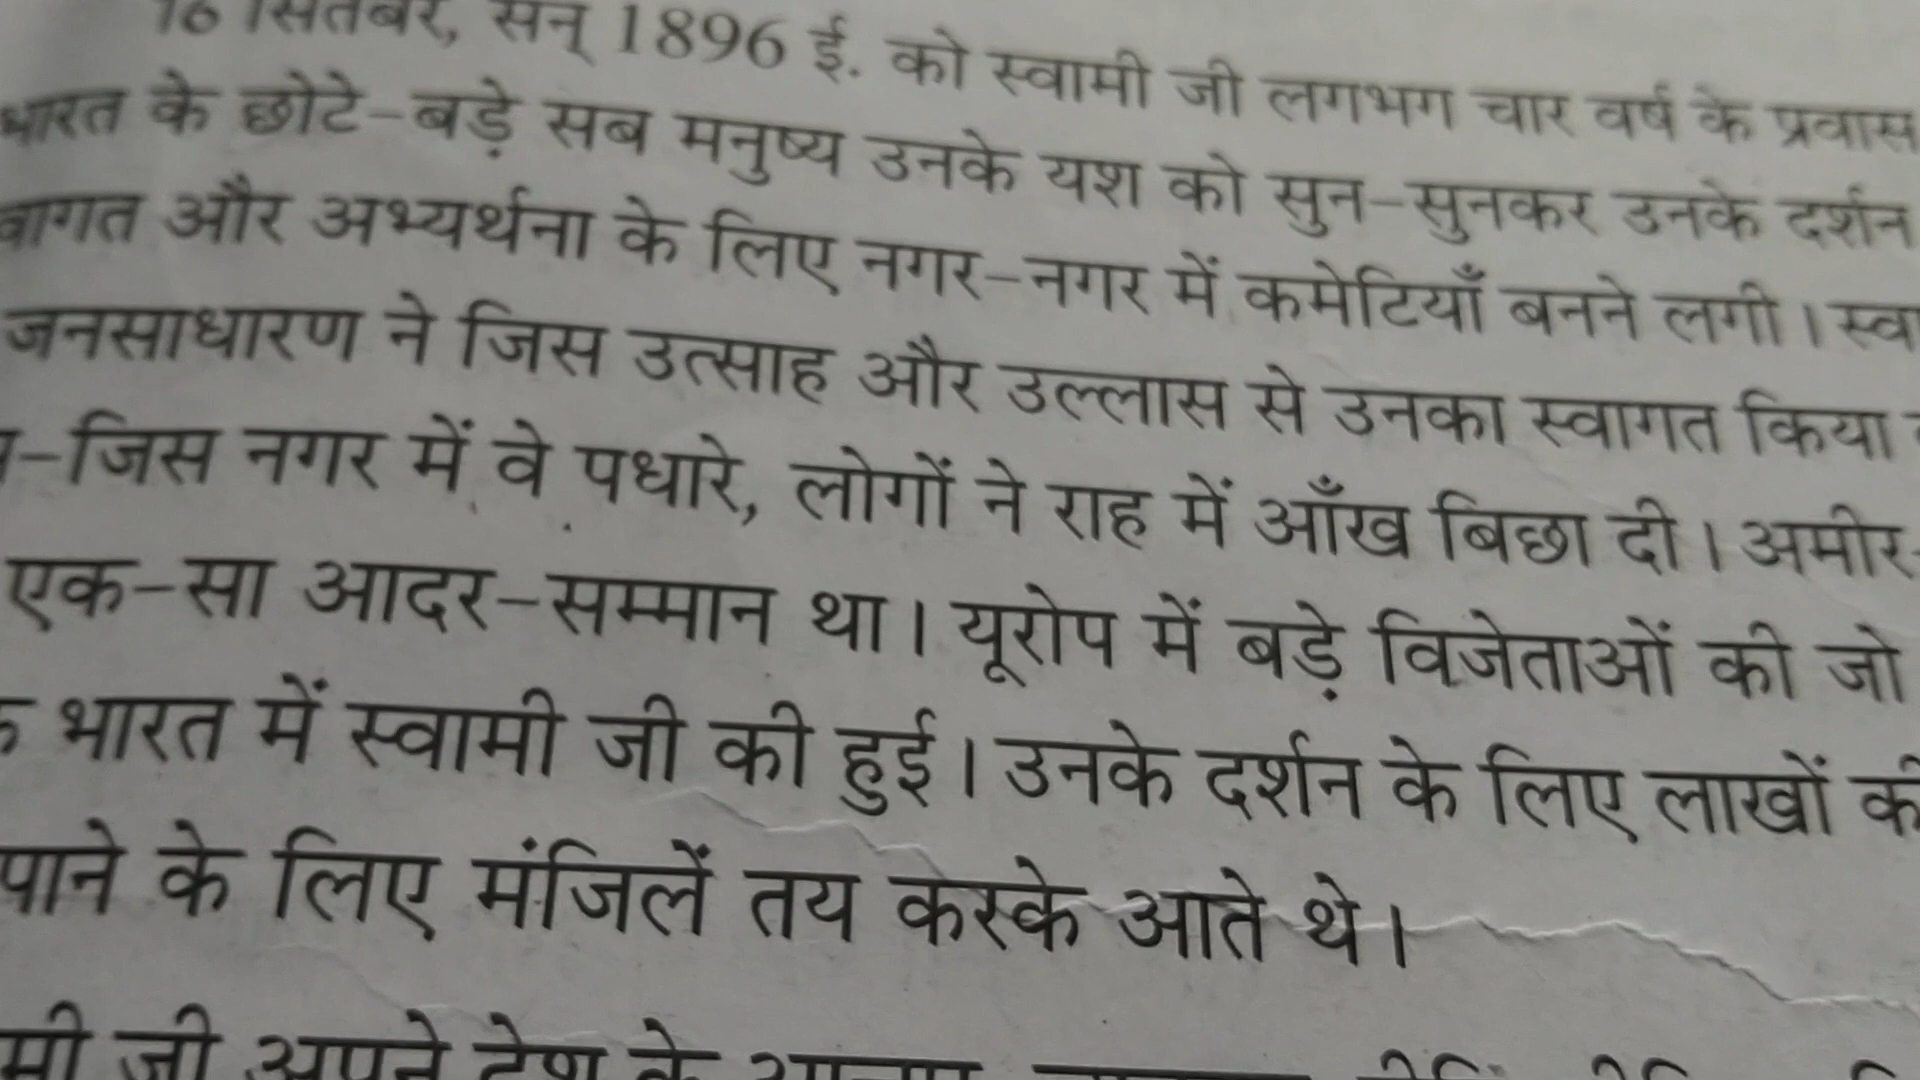 16 सितंबर, सन् 1896 ई. को स्वामी जी लगभग चार वर्ष के प्रवास
भारत के छोटे-बड़े सब मनुष्य उनके यश को सुन-सुनकर उनके दर्शन
वागत और अभ्यर्थना के लिए नगर-नगर में कमेटियाँ बनने लगी। स्वा
जनसाधारण ने जिस उत्साह और उल्लास से उनका स्वागत किया
-जिस नगर में वे पधारे, लोगों ने राह में आँख बिछा दी। अमीर-
एक-सा आदर-सम्मान था। यूरोप में बड़े विजेताओं की जो
भारत में स्वामी जी की हुई। उनके दर्शन के लिए लाखों की
पाने के लिए मंजिलें तय करके आते थे।
मी जी अपने देश के